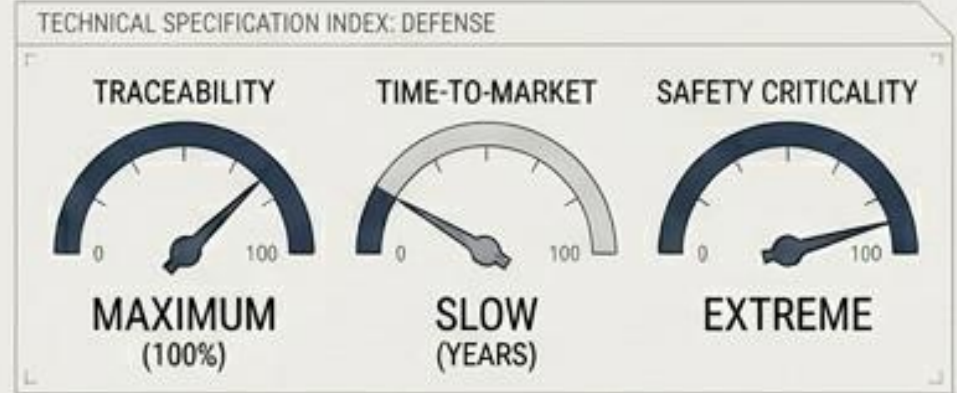 TECHNICAL SPECIFICATION INDEX: DEFENSE
TRACEABILITY
0 100
MAXIMUM
(100%)
TIME-TO-MARKET
0 100
SLOW
(YEARS)
SAFETY CRITICALITY
0 100
EXTREME